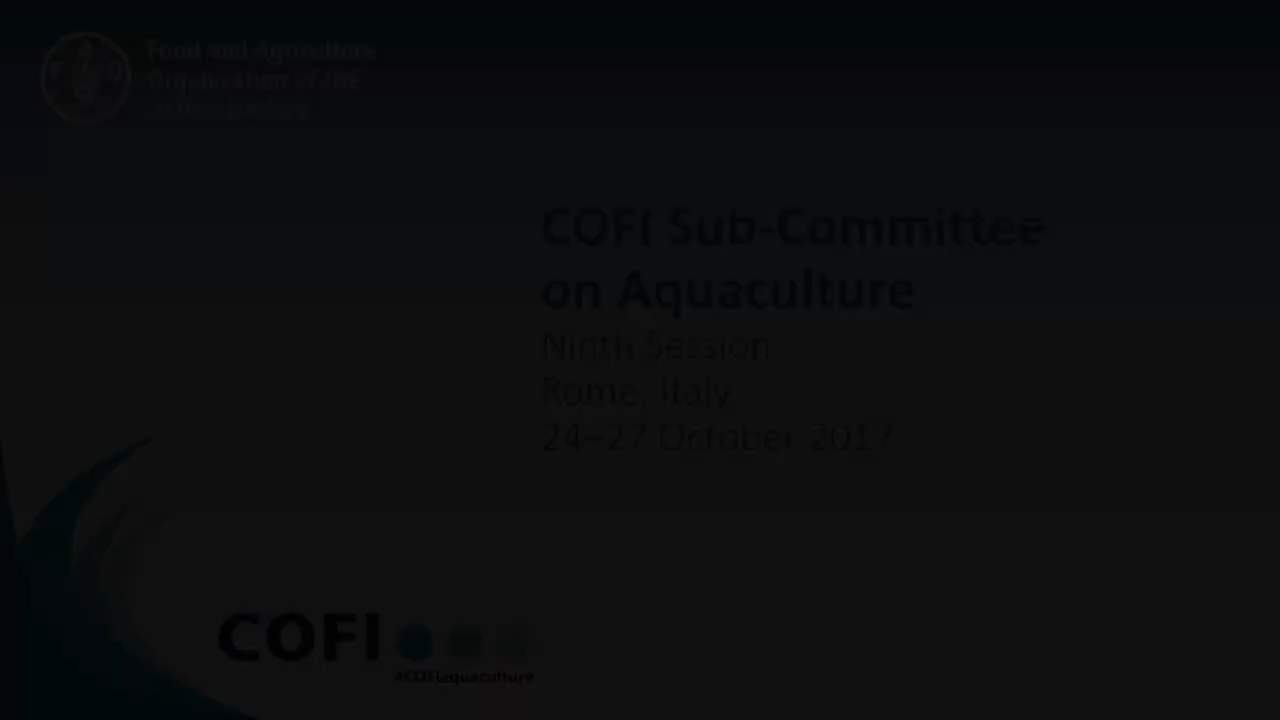 Food and Agriculture
Organization of the
United Nations
COFI Sub-Committee
on Aquaculture
Ninth Session
Rome, Italy
24–27 October 2017
COFI
#COFIaquaculture